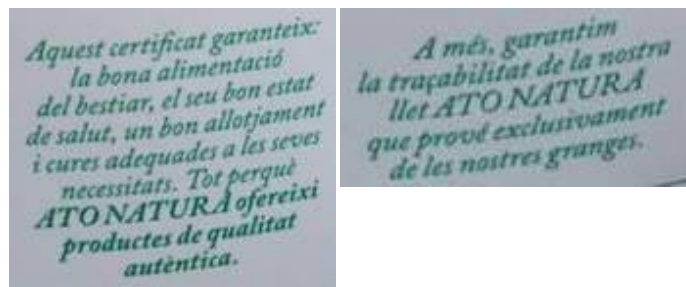 Aquest certificat garanteix:
la bona alimentació
del bestiar, el seu bon estat
de salut, un bon allotjament
i cures adequades a les seves
necessitats. Tot perquè
ATO NATURA ofereixi
productes de qualitat
autèntica.
A més, garantim
la traçabilitat de la nostra
llet ATO NATURA
que prové exclusivament
de les nostres granges.